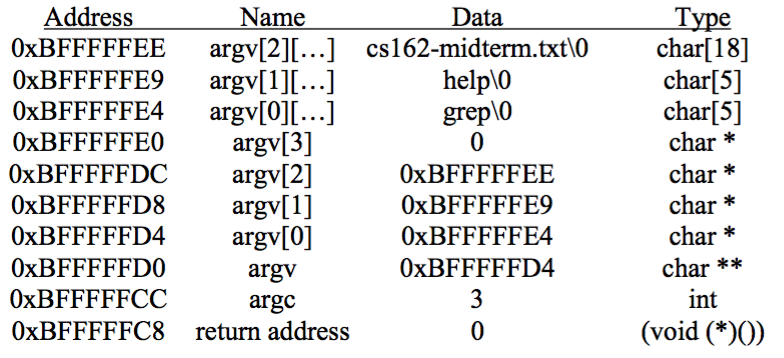 Address Name Data Type
0xBFFFFFEE argv[2][…] cs162-midterm.txt\0 char[18]
0xBFFFFFE9 argv[1][…] help\0 char[5]
0xBFFFFFE4 argv[0][…] grep\0 char[5]
0xBFFFFFE0 argv[3] 0 char *
0xBFFFFFDC argv[2] 0xBFFFFFEE char *
0xBFFFFFD8 argv[1] 0xBFFFFFE9 char *
0xBFFFFFD4 argv[0] 0xBFFFFFE4 char *
0xBFFFFFD0 argv 0xBFFFFFD4 char **
0xBFFFFFCC argc 3 int
0xBFFFFFC8 return address 0 (void (*)())